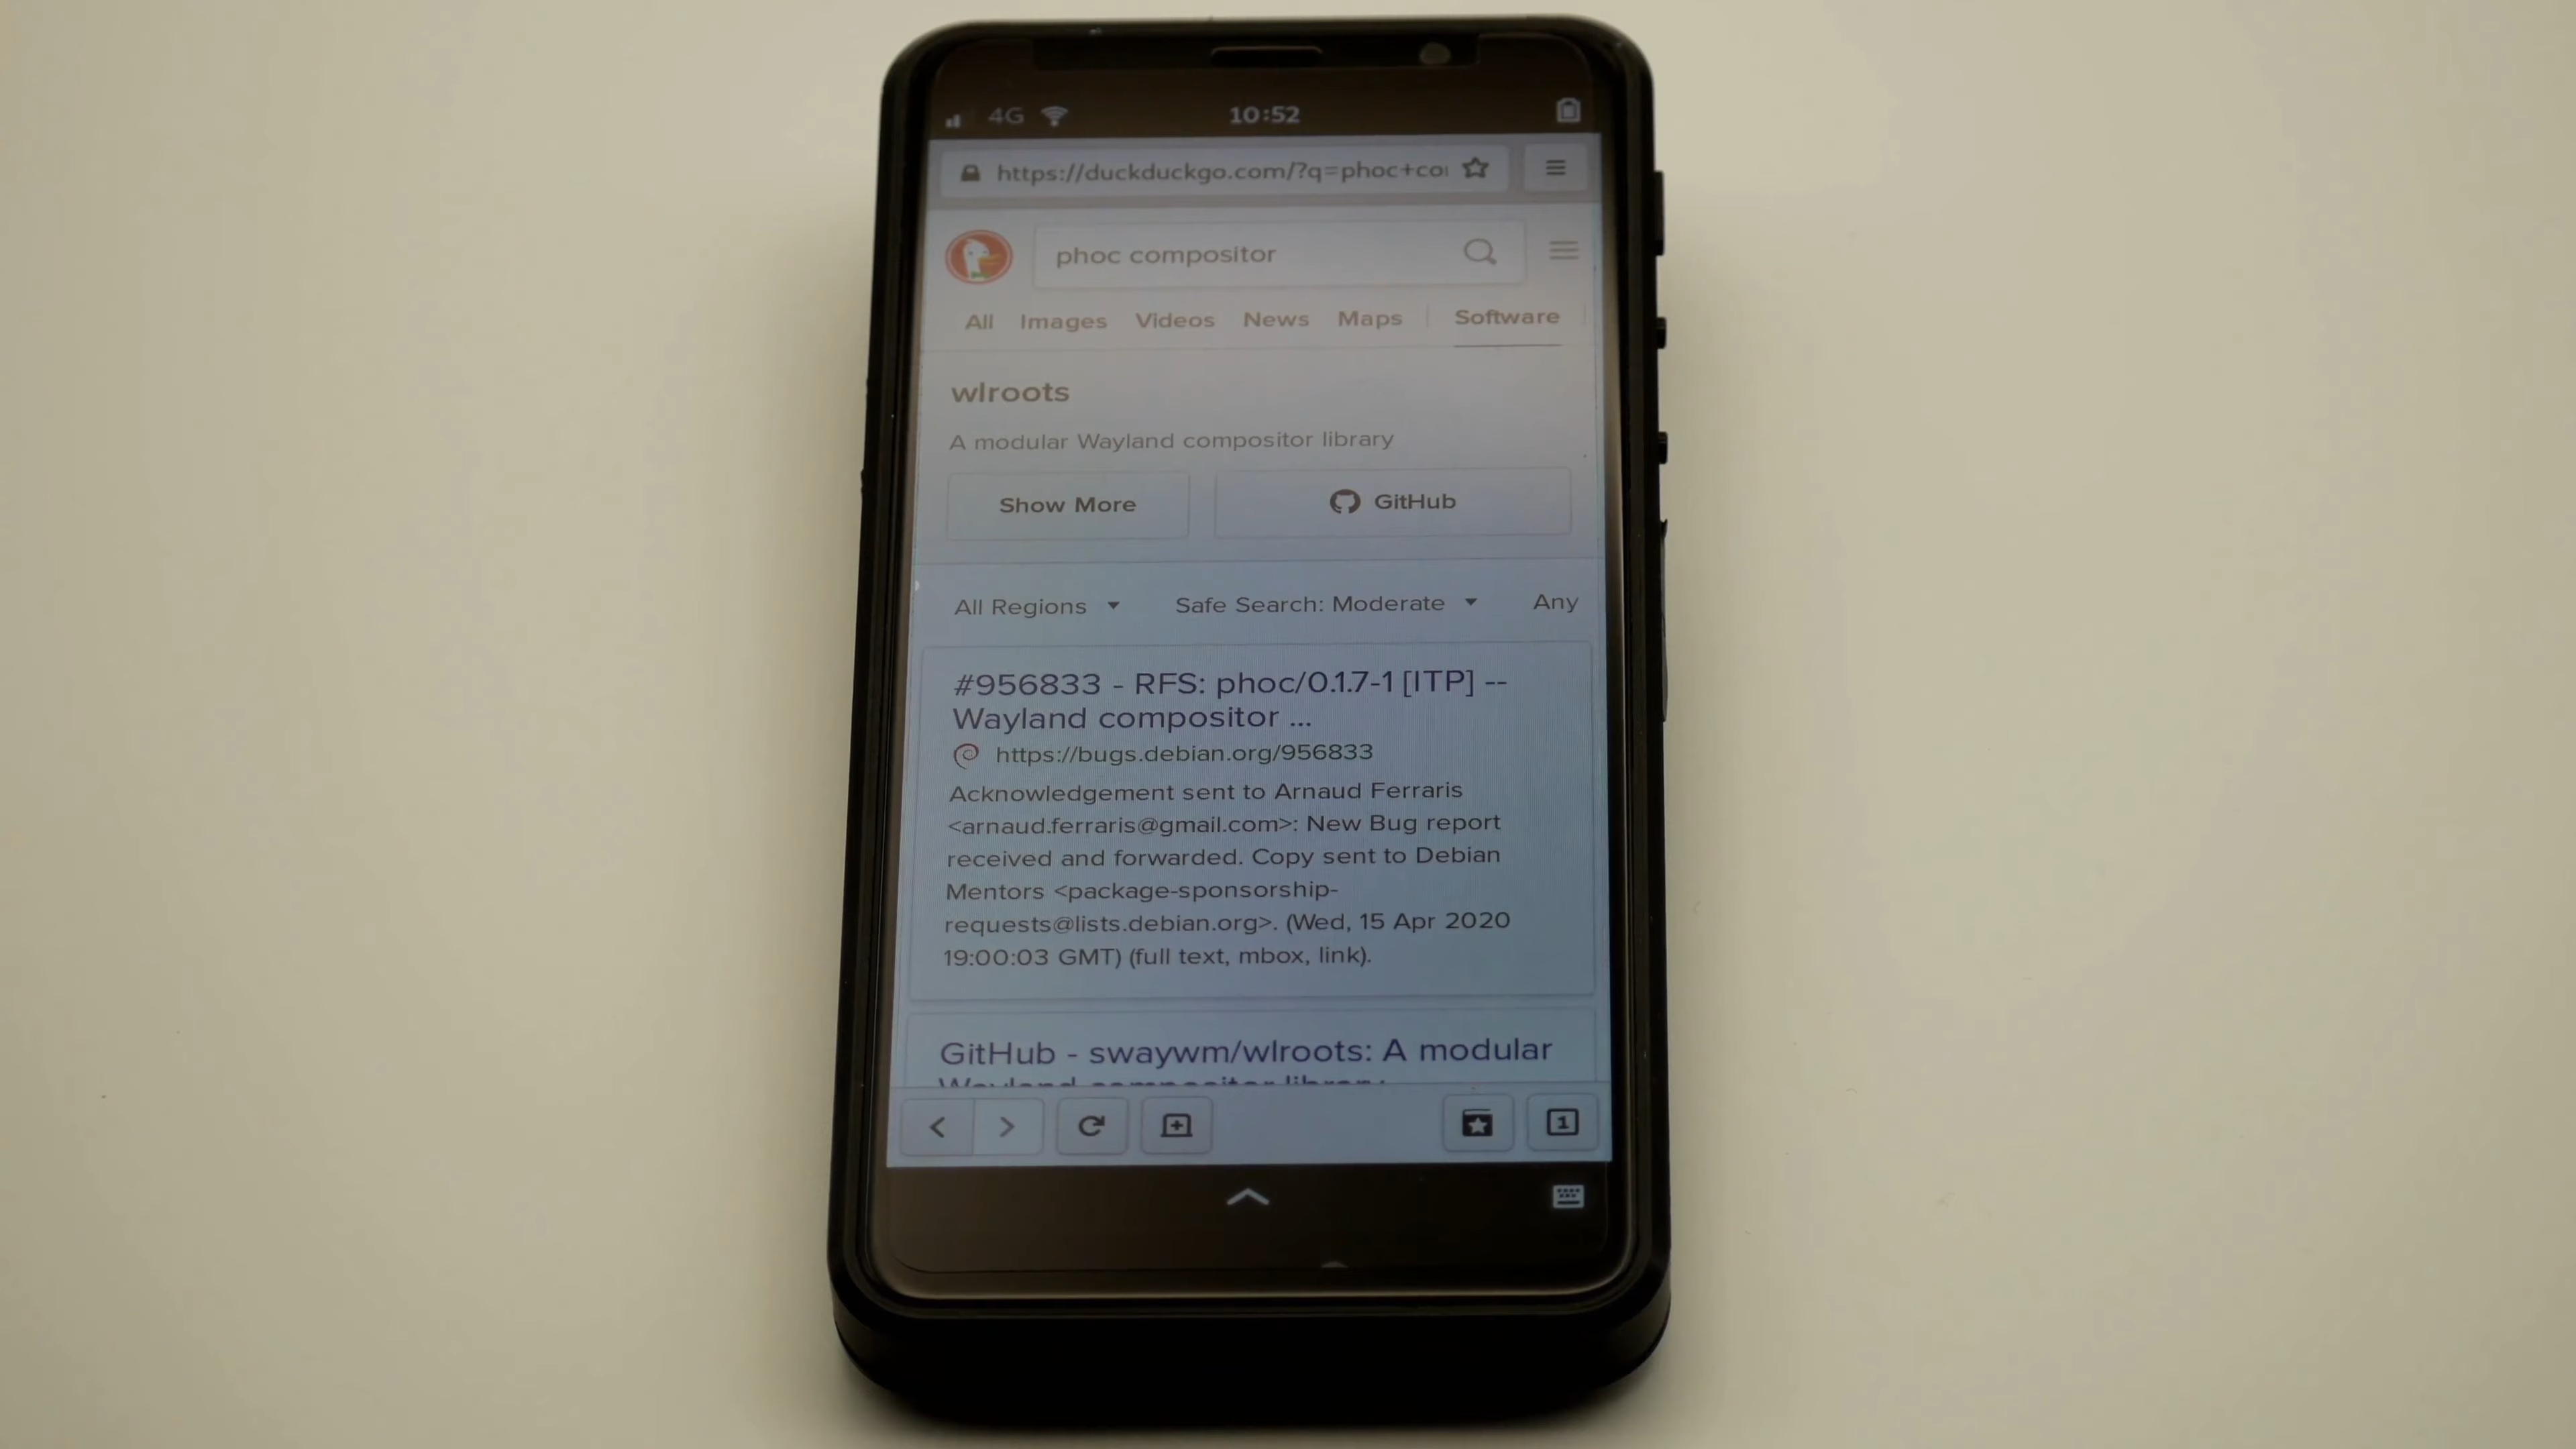 4G 10:52
https://duckduckgo.com/?q=phoc+co
phoc compositor
All Images Videos News Maps Software
wlroots
A modular Wayland compositor library
Show More GitHub
All Regions Safe Search: Moderate Any
#956833 - RFS: phoc/0.1.7-1 [ITP] --
Wayland compositor ...
https://bugs.debian.org/956833
Acknowledgement sent to Arnaud Ferraris
<arnaud.ferraris@gmail.com>: New Bug report
received and forwarded. Copy sent to Debian
Mentors <package-sponsorship-
requests@lists.debian.org>. (Wed, 15 Apr 2020
19:00:03 GMT) (full text, mbox, link).
GitHub - swaywm/wlroots: A modular
Wayland compositor library
1